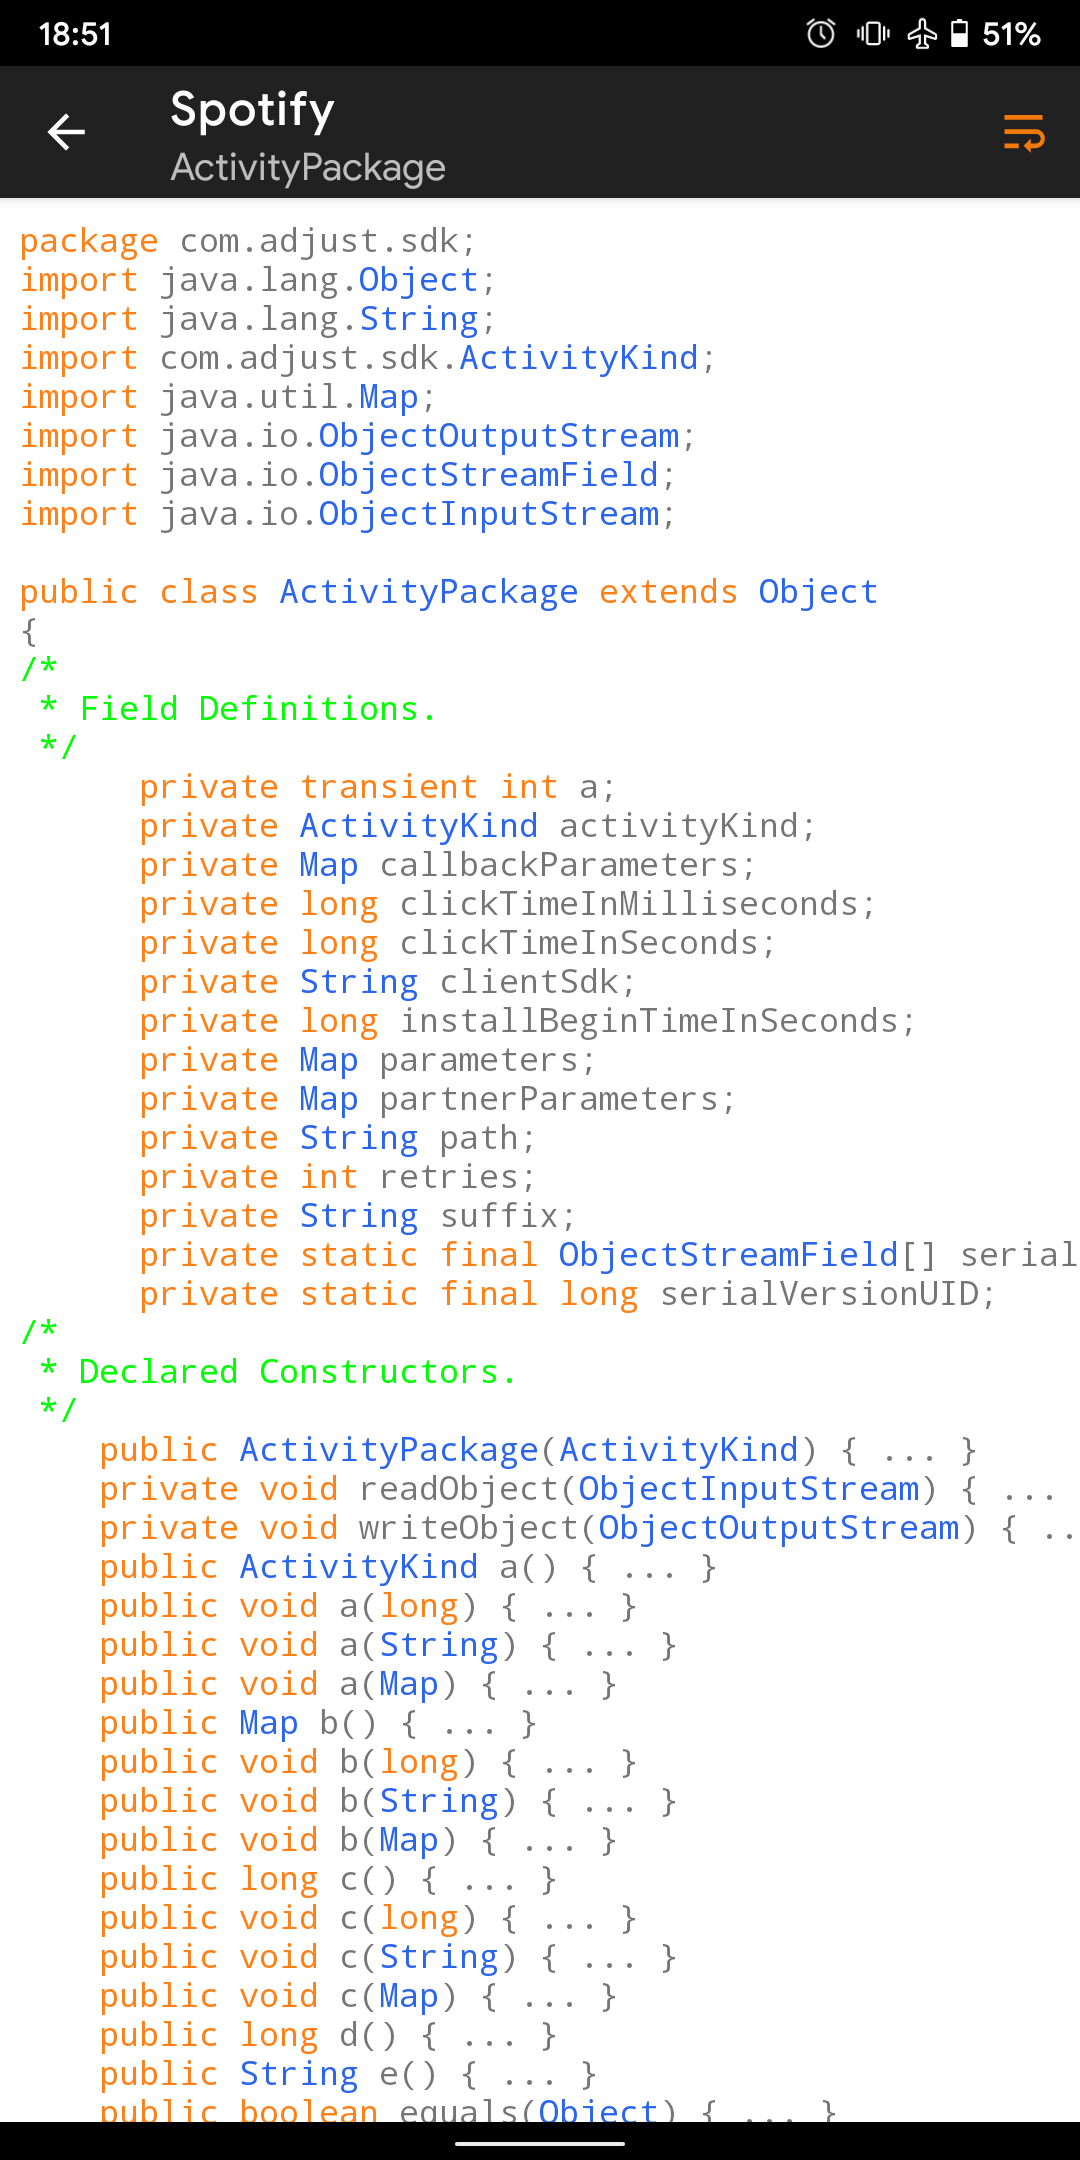 18:51
51%
Spotify
ActivityPackage
package com.adjust.sdk;
import java.lang.Object;
import java.lang.String;
import com.adjust.sdk.ActivityKind;
import java.util.Map;
import java.io.ObjectOutputStream;
import java.io.ObjectStreamField;
import java.io.ObjectInputStream;
public class ActivityPackage extends Object
{
/*
* Field Definitions.
*/
private transient int a;
private ActivityKind activityKind;
private Map callbackParameters;
private long clickTimeInMilliseconds;
private long clickTimeInSeconds;
private String clientSdk;
private long installBeginTimeInSeconds;
private Map parameters;
private Map partnerParameters;
private String path;
private int retries;
private String suffix;
private static final ObjectStreamField[] serial
private static final long serialVersionUID;
/*
* Declared Constructors.
*/
public ActivityPackage(ActivityKind) { ... }
private void readObject(ObjectInputStream) { ...
private void writeObject(ObjectOutputStream) { ..
public ActivityKind a() { ... }
public void a(long) { ... }
public void a(String) { ... }
public void a(Map) { ... }
public Map b() { ... }
public void b(long) { ... }
public void b(String) { ... }
public void b(Map) { ... }
public long c() { ... }
public void c(long) { ... }
public void c(String) { ... }
public void c(Map) { ... }
public long d() { ... }
public String e() { ... }
public boolean equals(Object) { ... }